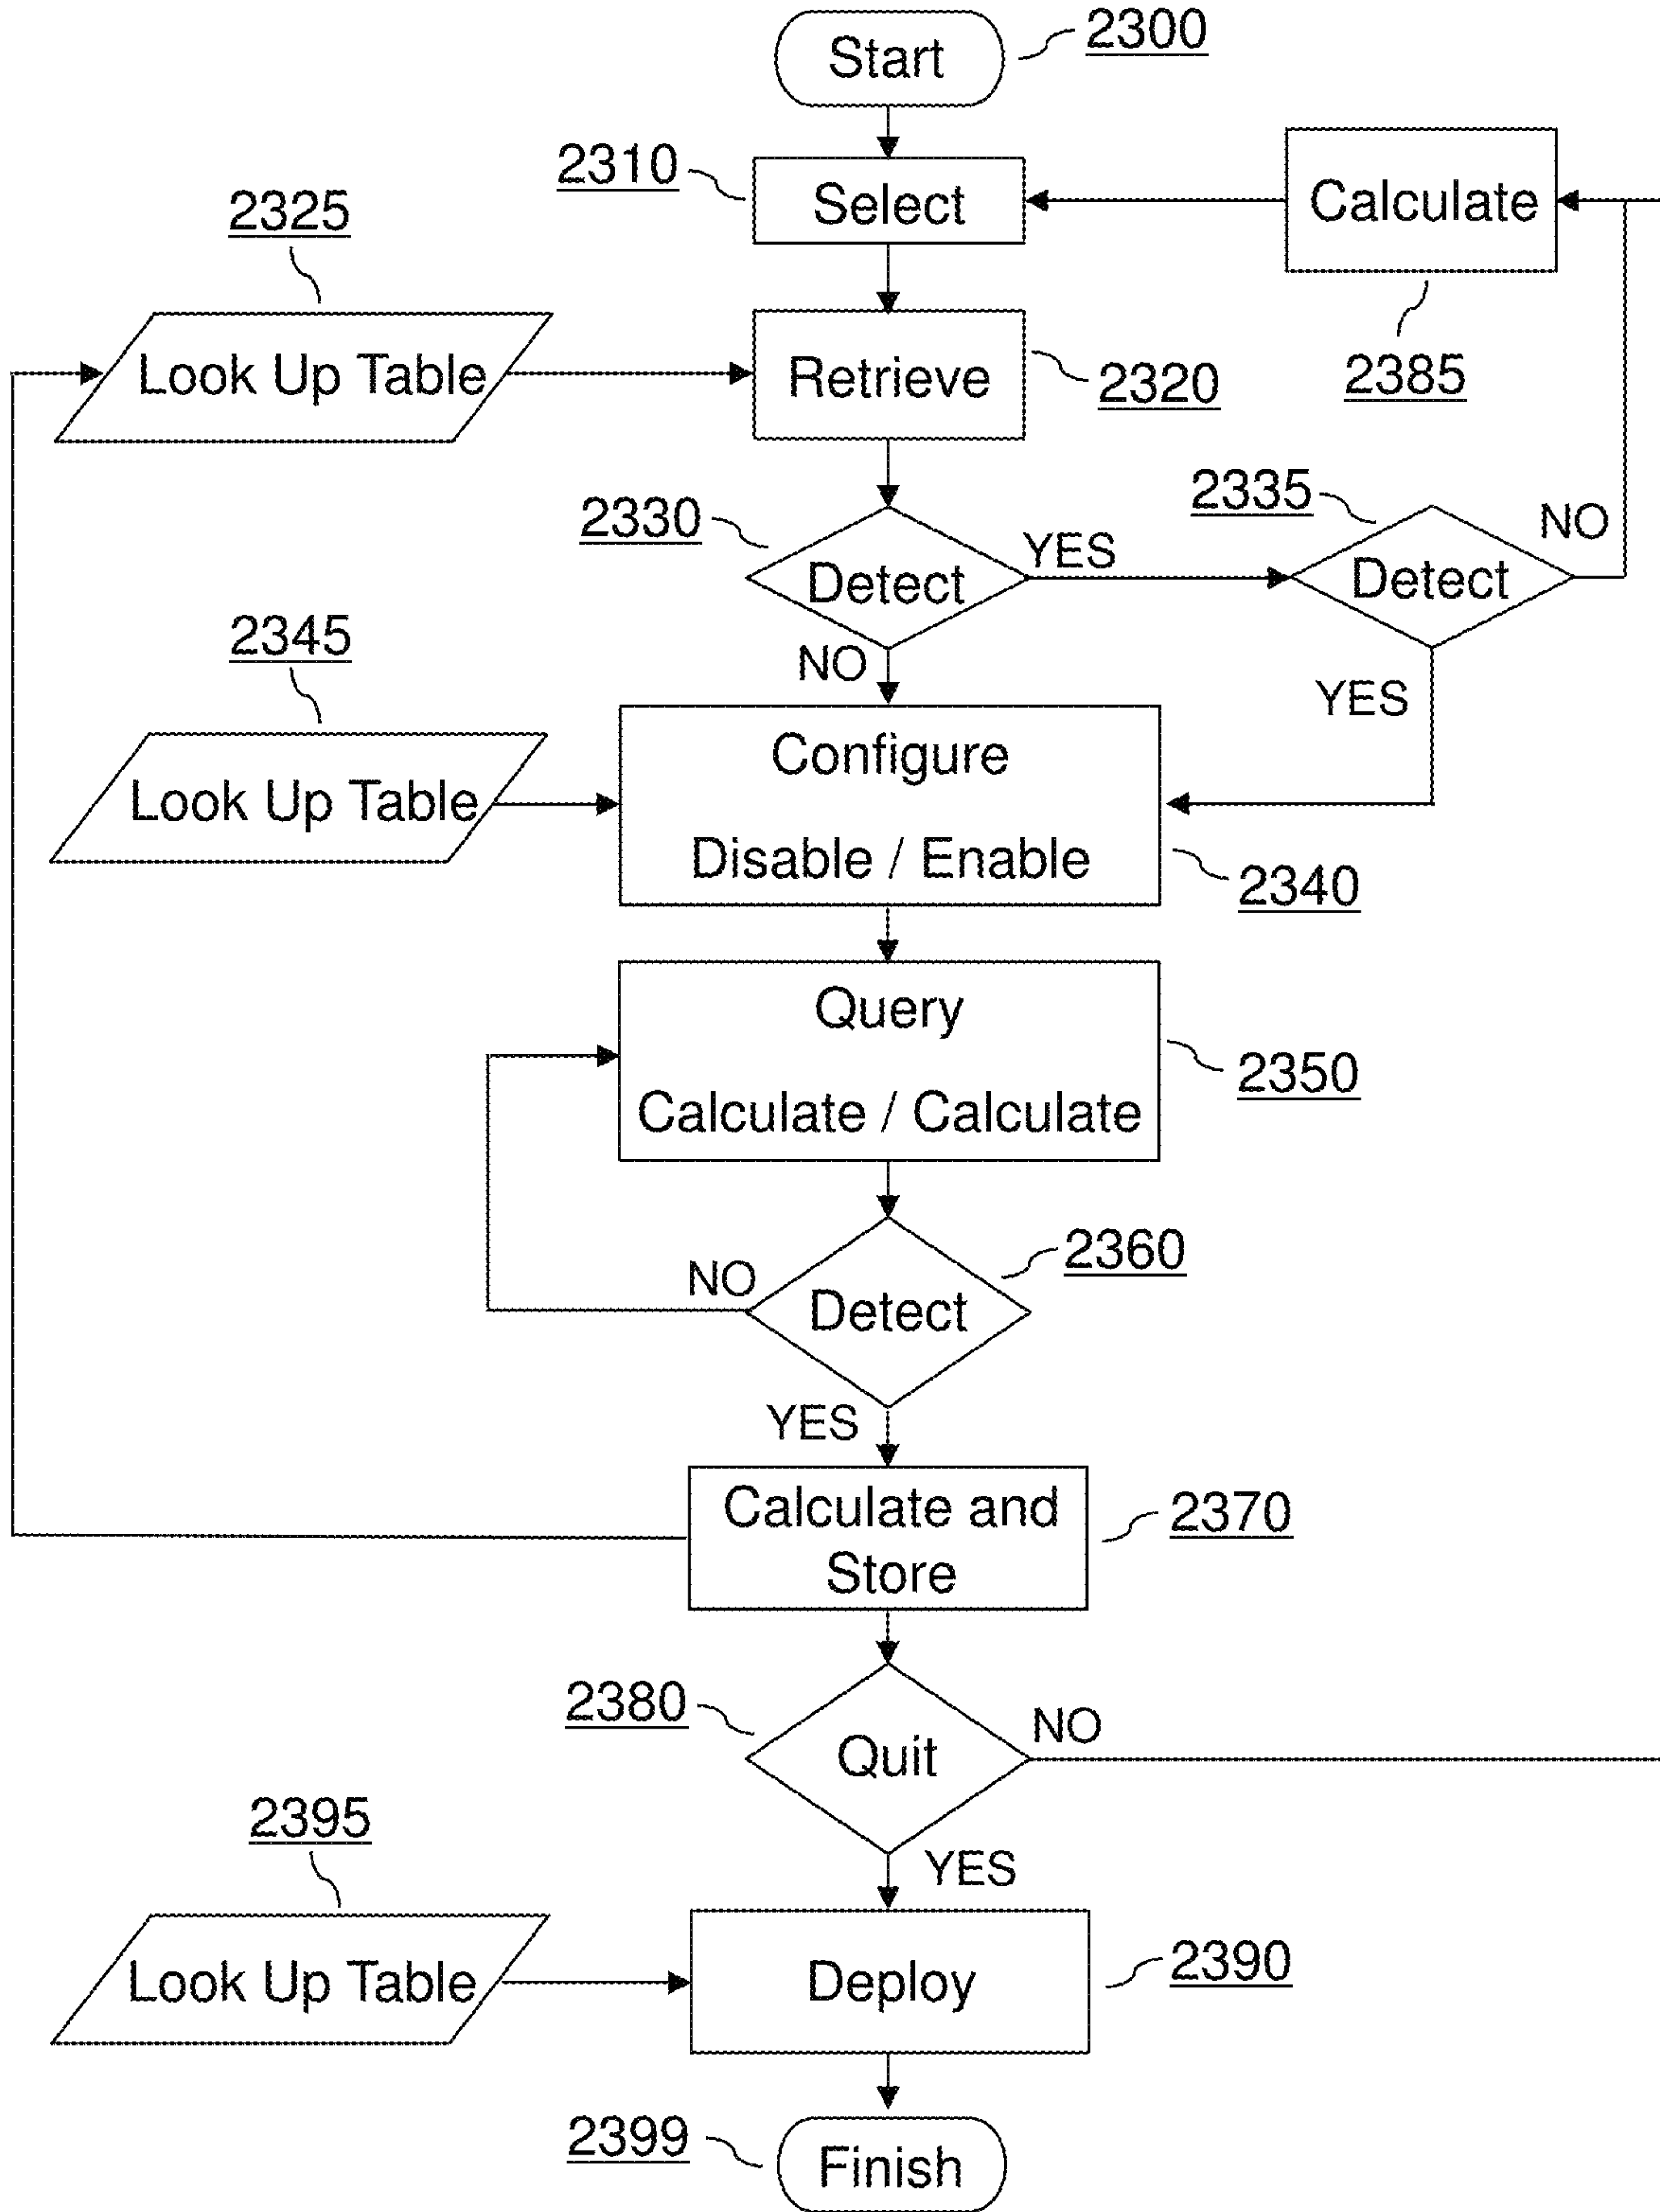 Start
2300
2310
Select
Calculate
2325
Look Up Table
Retrieve
2320
2385
2330
Detect
YES
2335
Detect
NO
NO
YES
2345
Look Up Table
Configure
Disable / Enable
2340
Query
Calculate / Calculate
2350
NO
Detect
2360
YES
Calculate and
Store
2370
2380
Quit
NO
2395
YES
Look Up Table
Deploy
2390
2399
Finish